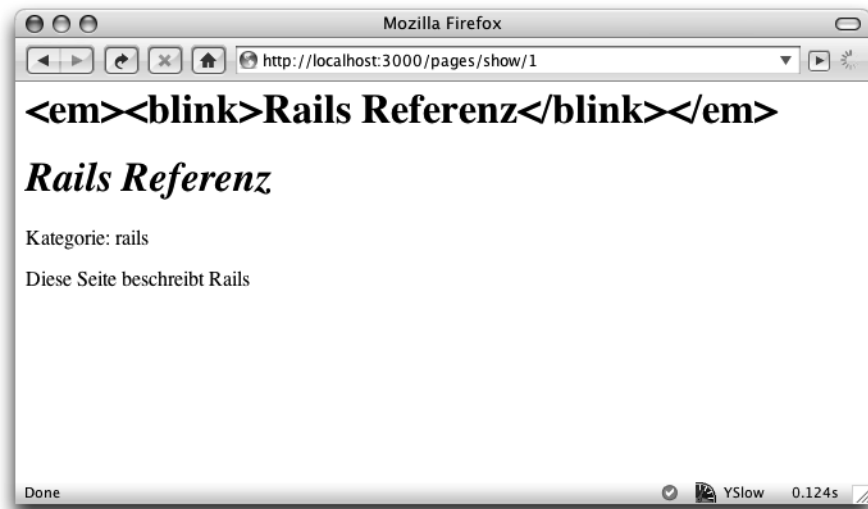 Mozilla Firefox
http://localhost:3000/pages/show/1
<em><blink>Rails Referenz</blink></em>
Rails Referenz
Kategorie: rails
Diese Seite beschreibt Rails
Done
YSlow
0.124s